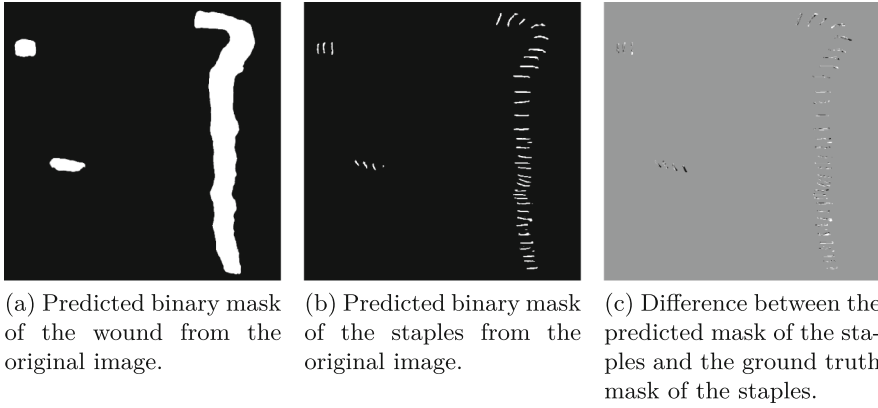 (a) Predicted binary mask
of the wound from the
original image.
(b) Predicted binary mask
of the staples from the
original image.
(c) Difference between the
predicted mask of the sta-
ples and the ground truth
mask of the staples.